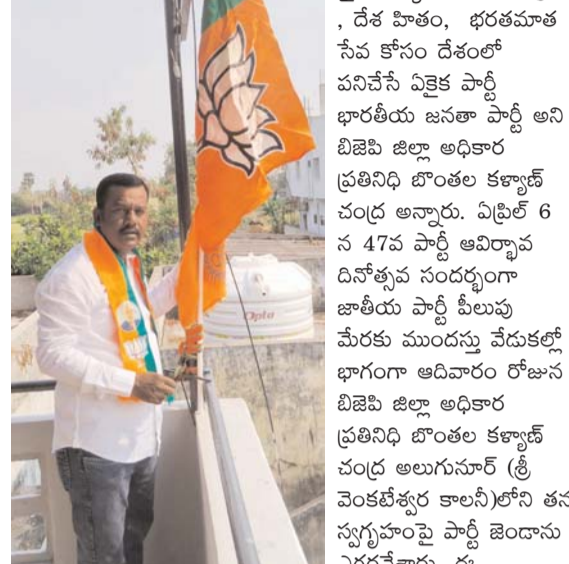 , దేశ హితం, భరతమాత
సేవ కోసం దేశంలో
పనిచేసే ఏకైక పార్టీ
భారతీయ జనతా పార్టీ అని
బిజెపి జిల్లా అధికార
ప్రతినిధి బొంతల కళ్యాణ్
చంద్ర అన్నారు. ఏప్రిల్ 6
న 47వ పార్టీ ఆవిర్భావ
దినోత్సవ సందర్భంగా
జాతీయ పార్టీ పిలుపు
మేరకు ముందస్తు వేడుకల్లో
భాగంగా ఆదివారం రోజున
బిజెపి జిల్లా అధికార
ప్రతినిధి బొంతల కళ్యాణ్
చంద్ర అలుగునూర్ (శ్రీ
వెంకటేశ్వర కాలనీ)లోని తన
స్వగృహంపై పార్టీ జెండాను
Opta